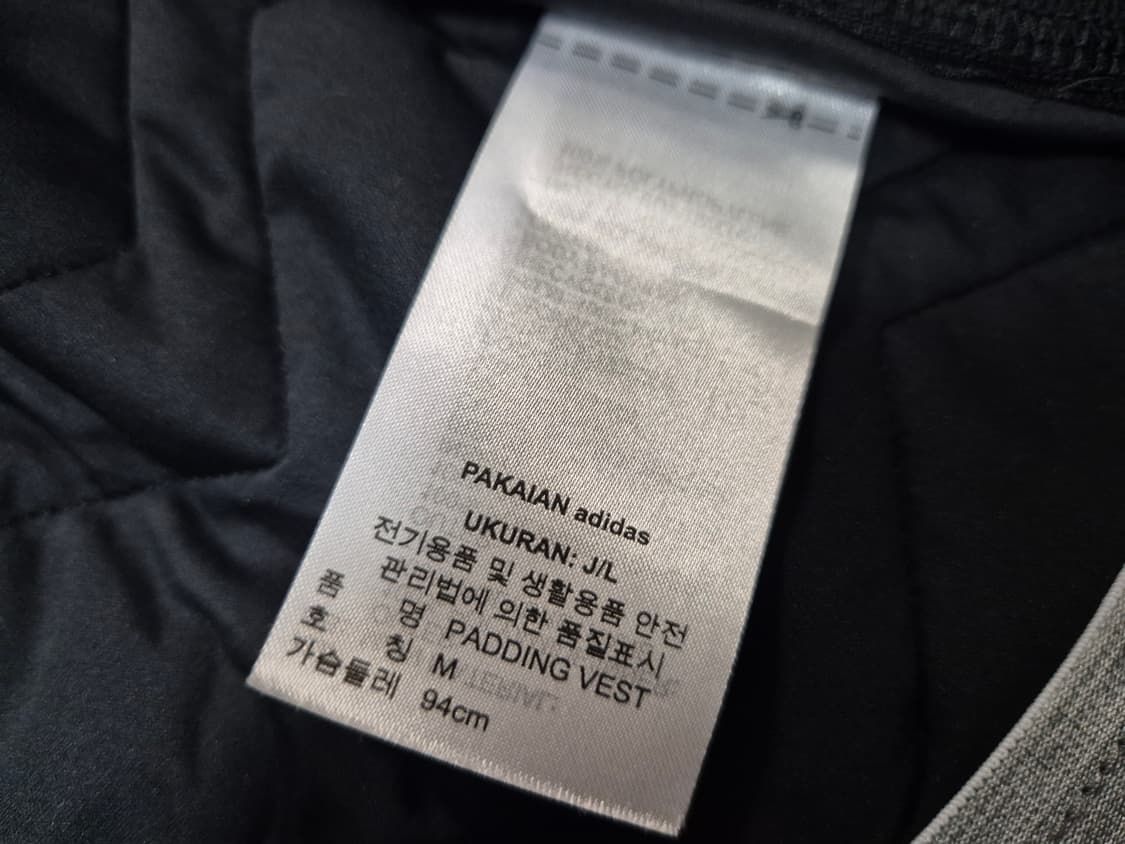 PAKAIAN adidas
UKURAN: J/L
전기용품 및 생활용품 안전
관리법에 의한 품질표시
품 명 PADDING VEST
호 칭 M
가슴둘레 94cm